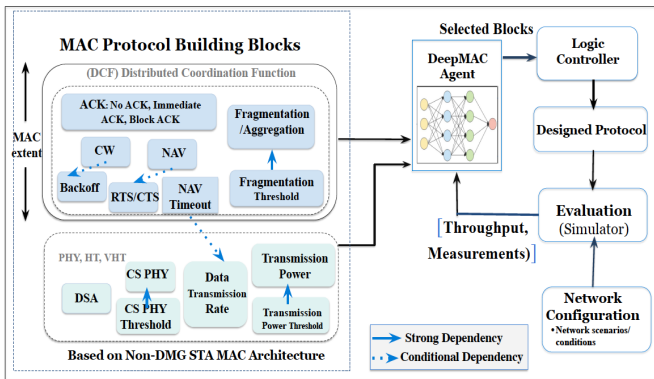 MAC Protocol Building Blocks
(DCF) Distributed Coordination Function
MAC
extent
ACK: No ACK, Immediate
ACK, Block ACK
Fragmentation
/Aggregation
CW
NAV
Backoff
RTS/CTS
NAV
Timeout
Fragmentation
Threshold
PHY, HT, VHT
DSA
CS PHY
CS PHY
Threshold
Data
Transmission
Rate
Transmission
Power
Transmission
Power Threshold
Based on Non-DMG STA MAC Architecture
Selected Blocks
DeepMAC
Agent
Logic
Controller
Designed Protocol
Evaluation
(Simulator)
[Throughput,
Measurements)]
Network
Configuration
•Network scenarios/
conditions
Strong Dependency
Conditional Dependency